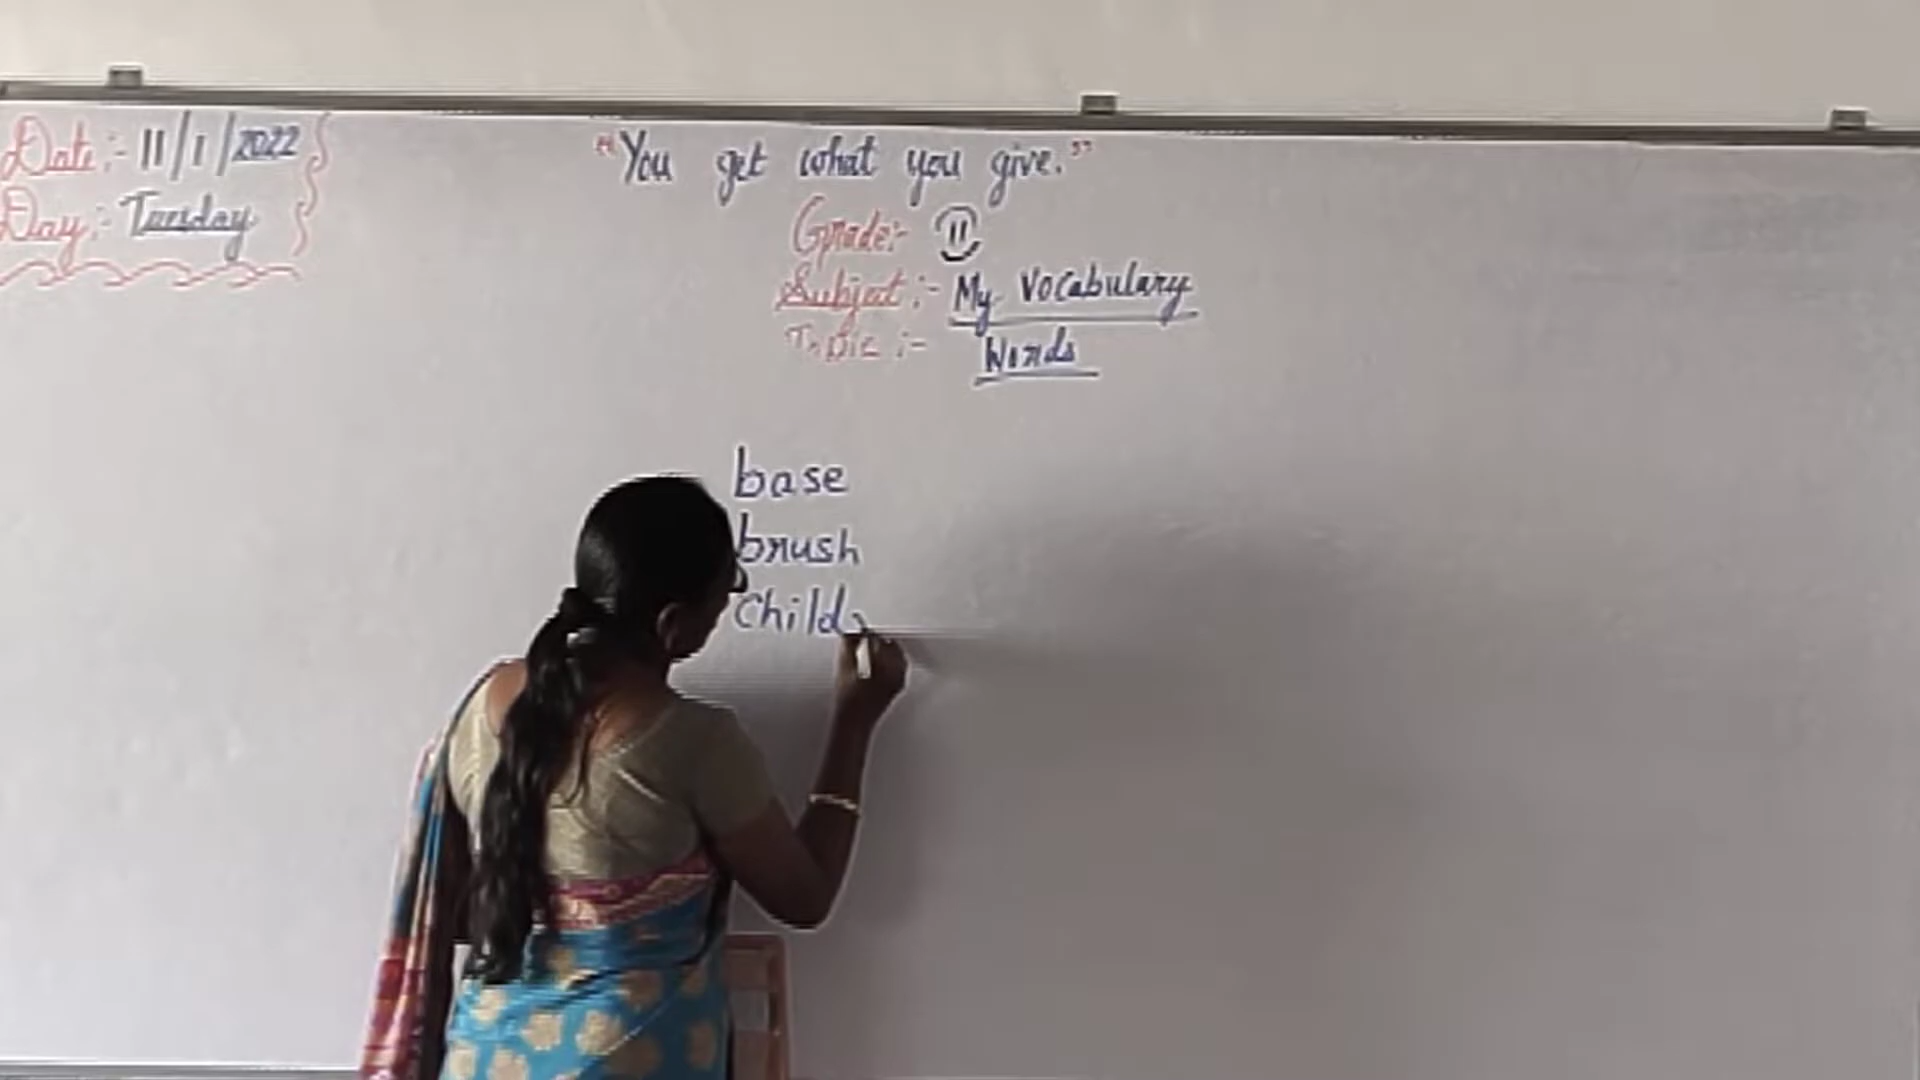 Date:- 11/1/2022
Day:- Tuesday
"You get what you give."
Grade:- II
Subject:- My Vocabulary
Topic:- Words
base
brush
child